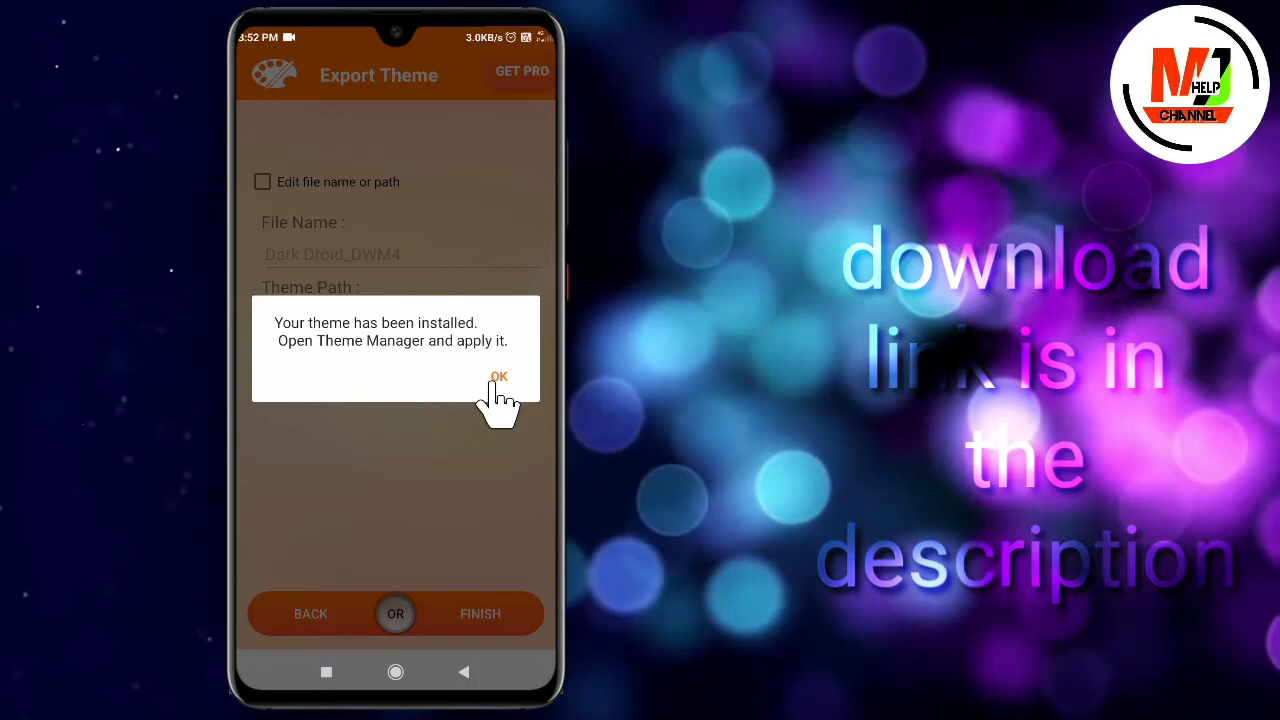 3:52 PM
3.0KB/s
4G
Export Theme
GET PRO
Edit file name or path
File Name :
Dark Droid_DWM4
Theme Path :
Your theme has been installed.
Open Theme Manager and apply it.
OK
BACK
OR
FINISH
MJ
HELP
CHANNEL
download
link is in
the
description